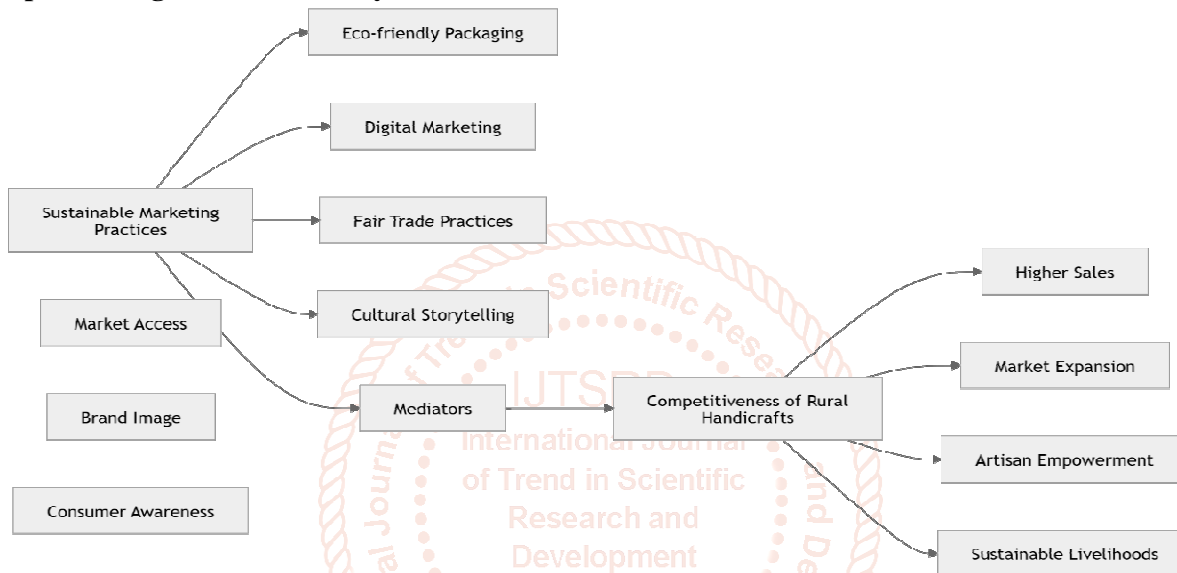 Eco-friendly Packaging
Digital Marketing
Sustainable Marketing
Practices
Fair Trade Practices
Cultural Storytelling
Market Access
Brand Image
Consumer Awareness
Mediators
Competitiveness of Rural
Handicrafts
Higher Sales
Market Expansion
Artisan Empowerment
Sustainable Livelihoods
International Journal
of Trend in Scientific
Research and
Development